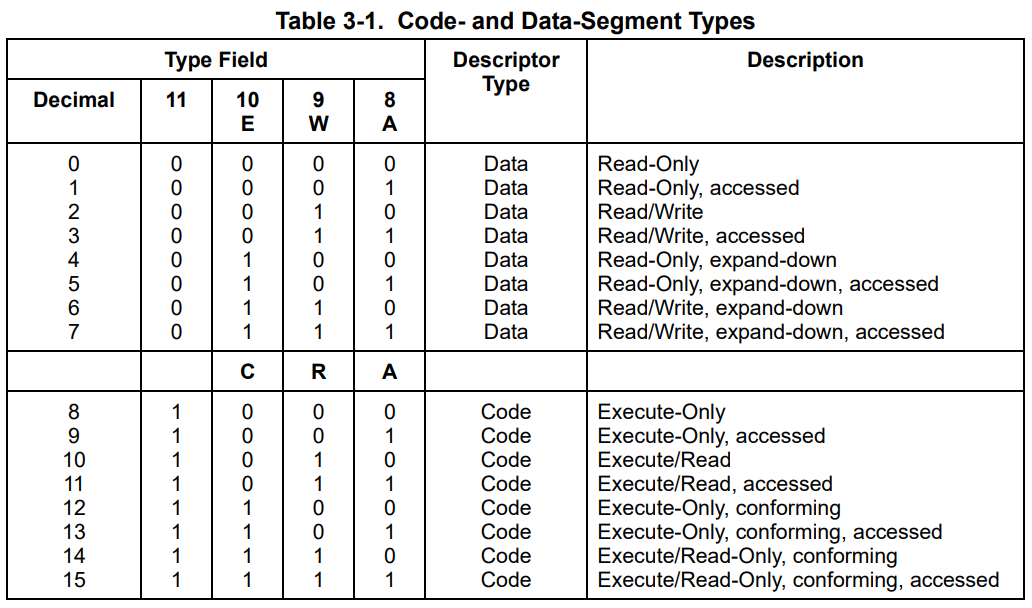 Table 3-1. Code- and Data-Segment Types
Type Field Descriptor Type Description
Decimal 11 10 E 9 W 8 A
0 0 0 0 0 Data Read-Only
1 0 0 0 1 Data Read-Only, accessed
2 0 0 1 0 Data Read/Write
3 0 0 1 1 Data Read/Write, accessed
4 0 1 0 0 Data Read-Only, expand-down
5 0 1 0 1 Data Read-Only, expand-down, accessed
6 0 1 1 0 Data Read/Write, expand-down
7 0 1 1 1 Data Read/Write, expand-down, accessed
C R A
8 1 0 0 0 Code Execute-Only
9 1 0 0 1 Code Execute-Only, accessed
10 1 0 1 0 Code Execute/Read
11 1 0 1 1 Code Execute/Read, accessed
12 1 1 0 0 Code Execute-Only, conforming
13 1 1 0 1 Code Execute-Only, conforming, accessed
14 1 1 1 0 Code Execute/Read-Only, conforming
15 1 1 1 1 Code Execute/Read-Only, conforming, accessed